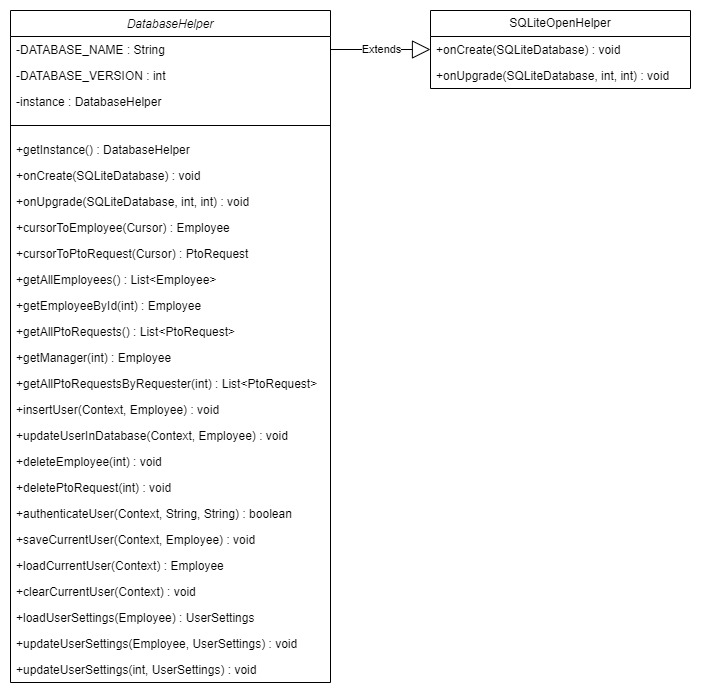 DatabaseHelper
-DATABASE_NAME : String
-DATABASE_VERSION : int
-instance : DatabaseHelper
+getInstance() : DatabaseHelper
+onCreate(SQLiteDatabase) : void
+onUpgrade(SQLiteDatabase, int, int) : void
+cursorToEmployee(Cursor) : Employee
+cursorToPtoRequest(Cursor) : PtoRequest
+getAllEmployees() : List<Employee>
+getEmployeeById(int) : Employee
+getAllPtoRequests() : List<PtoRequest>
+getManager(int) : Employee
+getAllPtoRequestsByRequester(int) : List<PtoRequest>
+insertUser(Context, Employee) : void
+updateUserInDatabase(Context, Employee) : void
+deleteEmployee(int) : void
+deletePtoRequest(int) : void
+authenticateUser(Context, String, String) : boolean
+saveCurrentUser(Context, Employee) : void
+loadCurrentUser(Context) : Employee
+clearCurrentUser(Context) : void
+loadUserSettings(Employee) : UserSettings
+updateUserSettings(Employee, UserSettings) : void
+updateUserSettings(int, UserSettings) : void
Extends
SQLiteOpenHelper
+onCreate(SQLiteDatabase) : void
+onUpgrade(SQLiteDatabase, int, int) : void